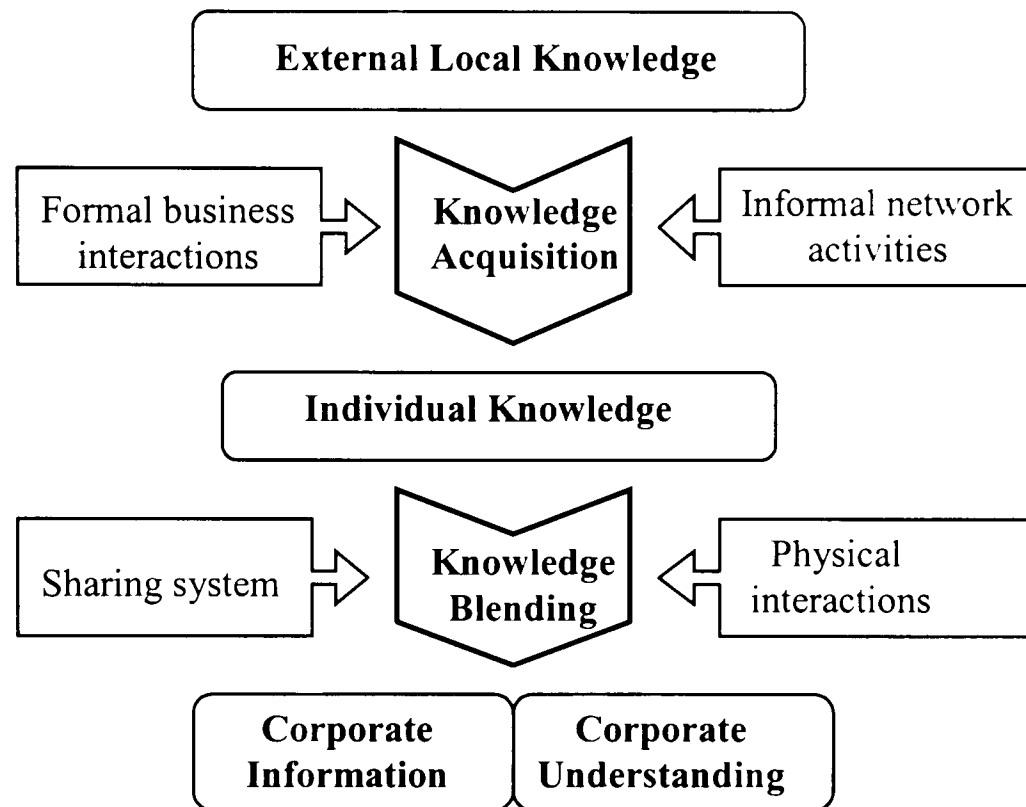 External Local Knowledge
Formal business
interactions
Knowledge
Acquisition
Informal network
activities
Individual Knowledge
Sharing system
Knowledge
Blending
Physical
interactions
Corporate
Information
Corporate
Understanding